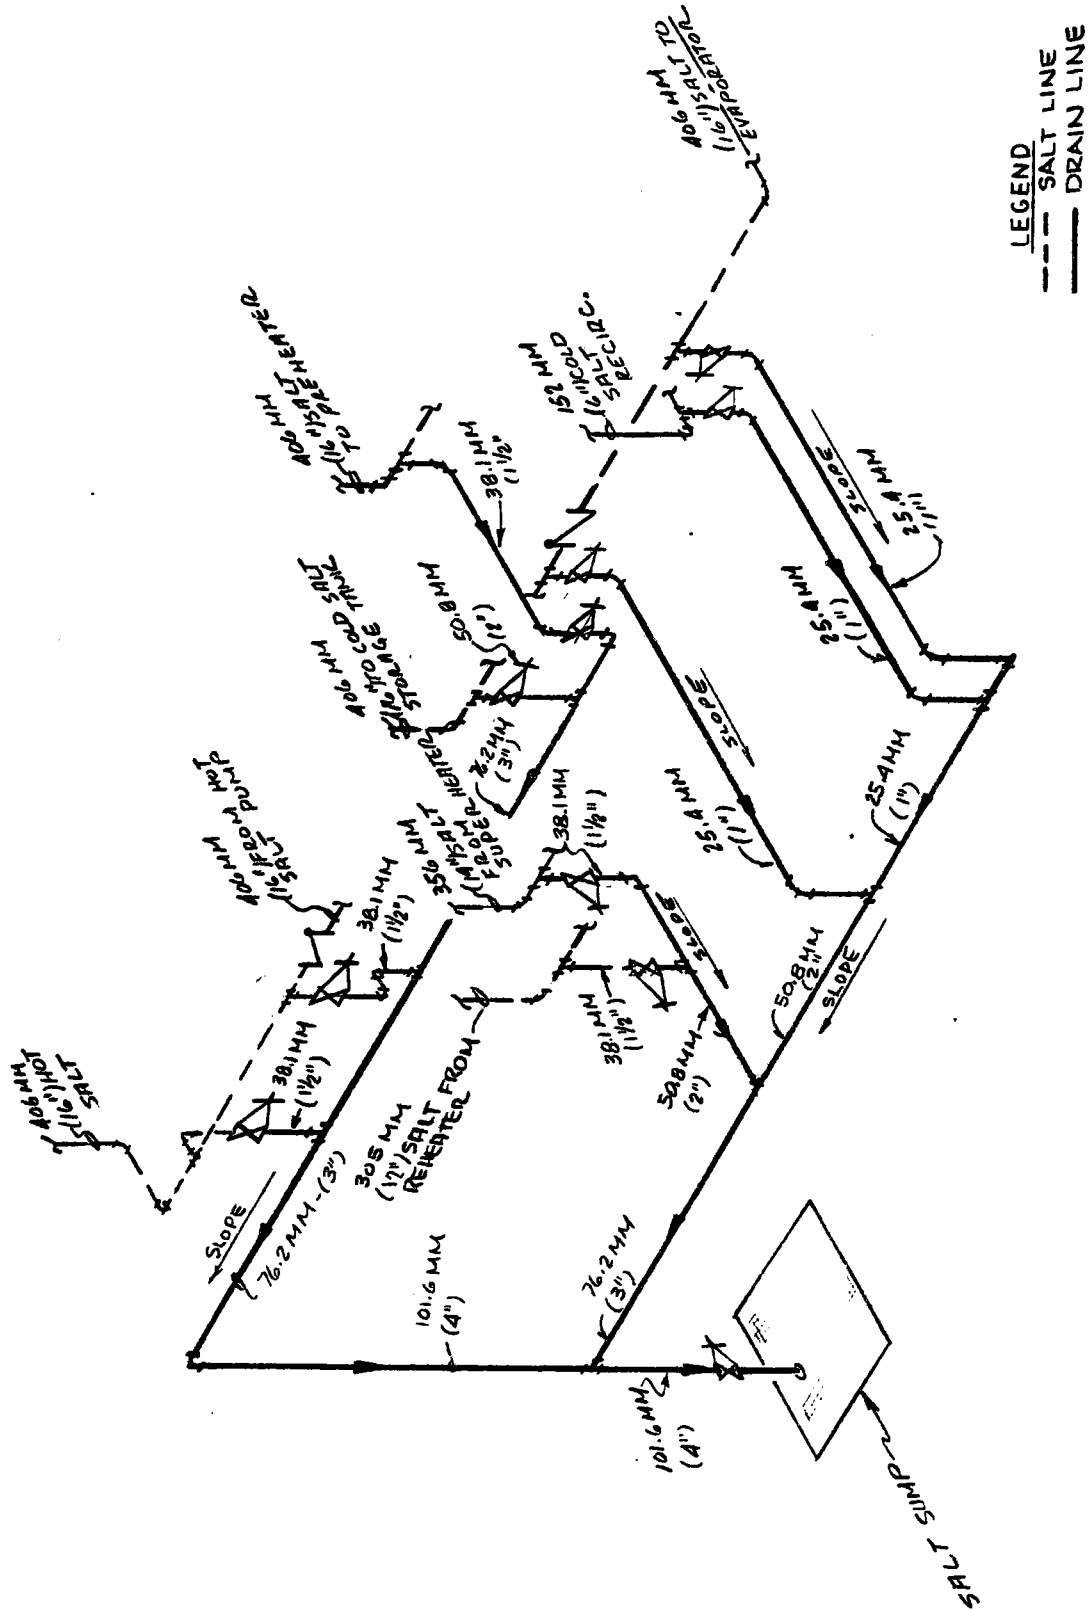 406 MM
(16") SALT TO
EVAPORATOR
LEGEND
--- SALT LINE
— DRAIN LINE
406 MM
(16") SALT
TO PREHEATER
152 MM
(6") COLD
SALT
RECIRC.
38.1 MM
(1½")
SLOPE
25.4 MM
(1")
25.4 MM
(1")
406 MM
(16") TO COLD SALT
STORAGE TANK
50.8 MM
(2")
76.2 MM
(3")
SLOPE
25.4 MM
(1")
25.4 MM
(1")
406 MM
(16") FROM HOT
SALT PUMP
356 MM
(14") SALT
FROM
SUPER HEATER
38.1 MM
(1½")
38.1 MM
(1½")
SLOPE
50.8 MM
(2")
SLOPE
406 MM
(16") HOT
SALT
38.1 MM
(1½")
38.1 MM
(1½")
50.8 MM
(2")
305 MM
(12") SALT
REHEATER FROM
SLOPE
76.2 MM-(3")
101.6 MM
(4")
76.2 MM
(3")
101.6 MM
(4")
SALT SUMP